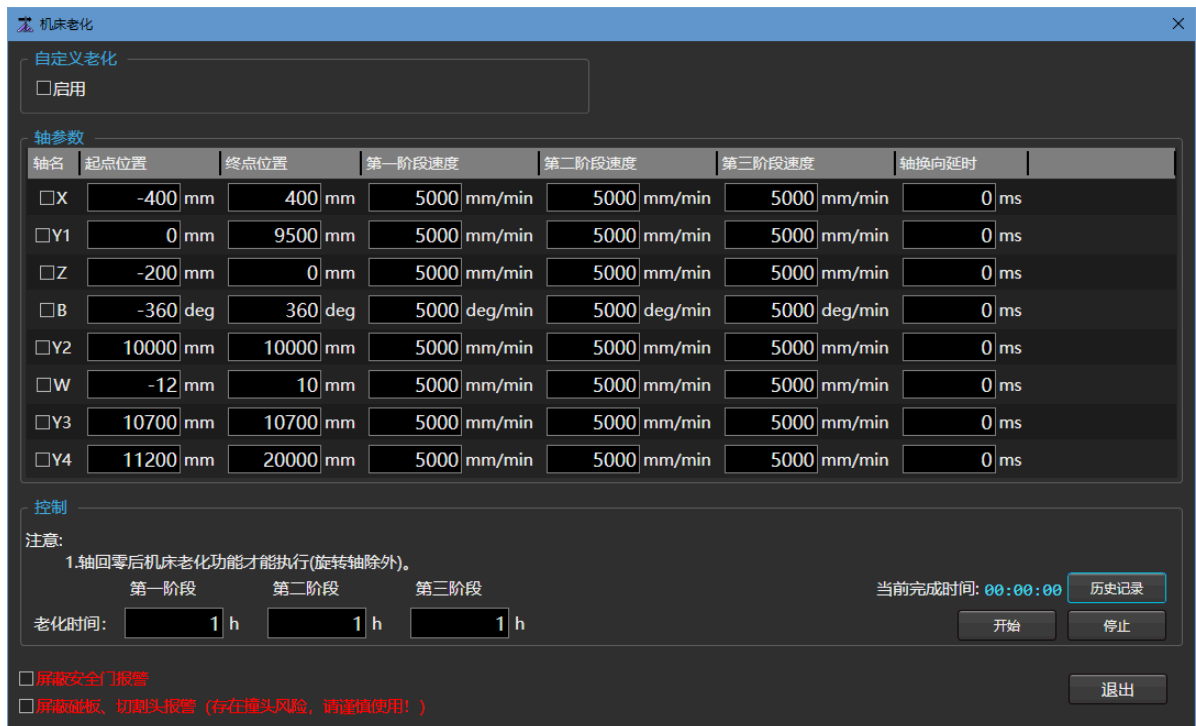 机床老化
自定义老化
启用
轴参数
轴名 起点位置 终点位置 第一阶段速度 第二阶段速度 第三阶段速度 轴换向延时
X -400 mm 400 mm 5000 mm/min 5000 mm/min 5000 mm/min 0 ms
Y1 0 mm 9500 mm 5000 mm/min 5000 mm/min 5000 mm/min 0 ms
Z -200 mm 0 mm 5000 mm/min 5000 mm/min 5000 mm/min 0 ms
B -360 deg 360 deg 5000 deg/min 5000 deg/min 5000 deg/min 0 ms
Y2 10000 mm 10000 mm 5000 mm/min 5000 mm/min 5000 mm/min 0 ms
W -12 mm 10 mm 5000 mm/min 5000 mm/min 5000 mm/min 0 ms
Y3 10700 mm 10700 mm 5000 mm/min 5000 mm/min 5000 mm/min 0 ms
Y4 11200 mm 20000 mm 5000 mm/min 5000 mm/min 5000 mm/min 0 ms
控制
注意:
1.轴回零后机床老化功能才能执行(旋转轴除外)。
第一阶段 第二阶段 第三阶段 当前完成时间: 00:00:00 历史记录
老化时间: 1 h 1 h 1 h 开始 停止
屏蔽安全门报警
屏蔽碰板、切割头报警（存在撞头风险，请谨慎使用！）
退出